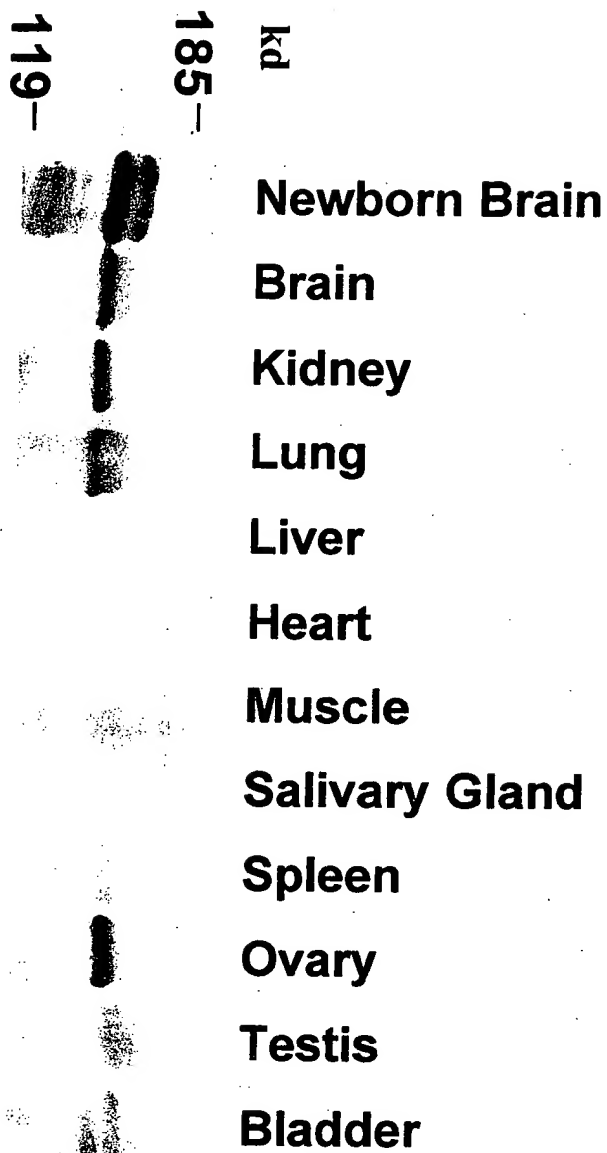 kd
185–
119–
Newborn Brain
Brain
Kidney
Lung
Liver
Heart
Muscle
Salivary Gland
Spleen
Ovary
Testis
Bladder